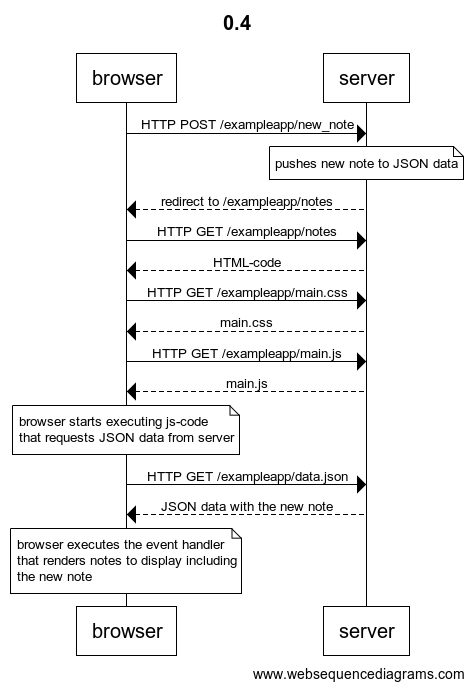 0.4
browser
server
HTTP POST /exampleapp/new_note
pushes new note to JSON data
redirect to /exampleapp/notes
HTTP GET /exampleapp/notes
HTML-code
HTTP GET /exampleapp/main.css
main.css
HTTP GET /exampleapp/main.js
main.js
browser starts executing js-code
that requests JSON data from server
HTTP GET /exampleapp/data.json
JSON data with the new note
browser executes the event handler
that renders notes to display including
the new note
browser
server
www.websequencediagrams.com